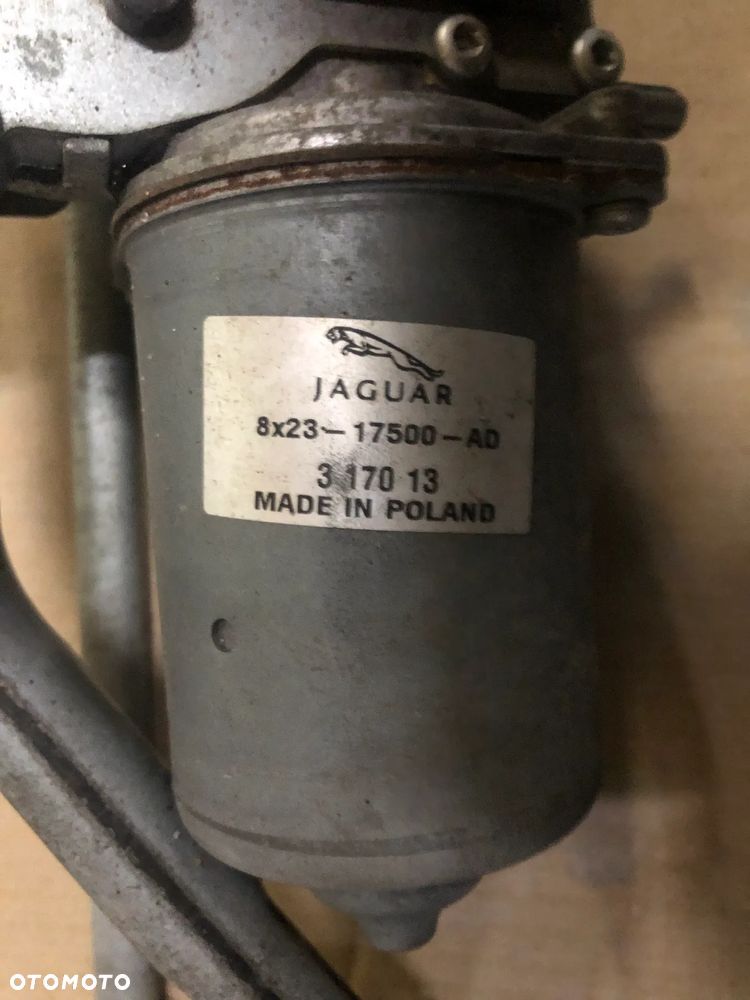 JAGUAR
8x23-17500-AD
3 170 13
MADE IN POLAND
OTOMOTO